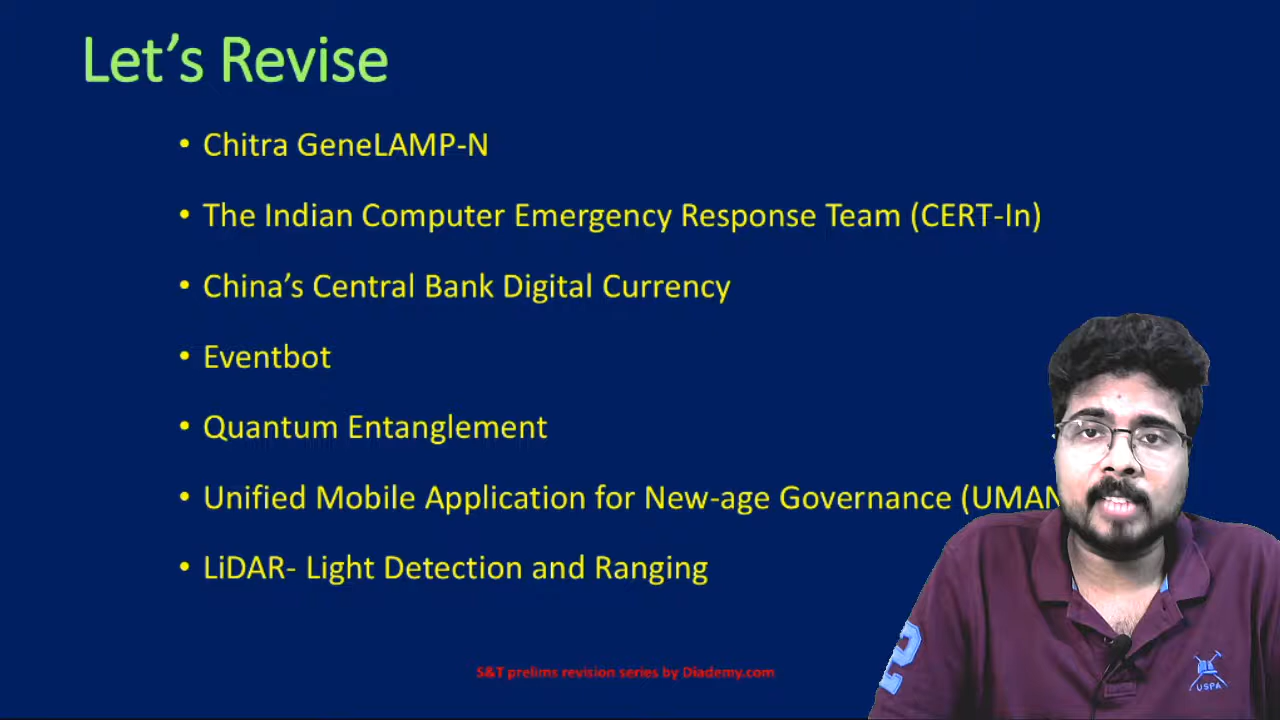 Let's Revise
• Chitra GeneLAMP-N
• The Indian Computer Emergency Response Team (CERT-In)
• China's Central Bank Digital Currency
• Eventbot
• Quantum Entanglement
• Unified Mobile Application for New-age Governance (UMAN
• LiDAR- Light Detection and Ranging
2
USPA
S&T prelims revision series by Diademy.com